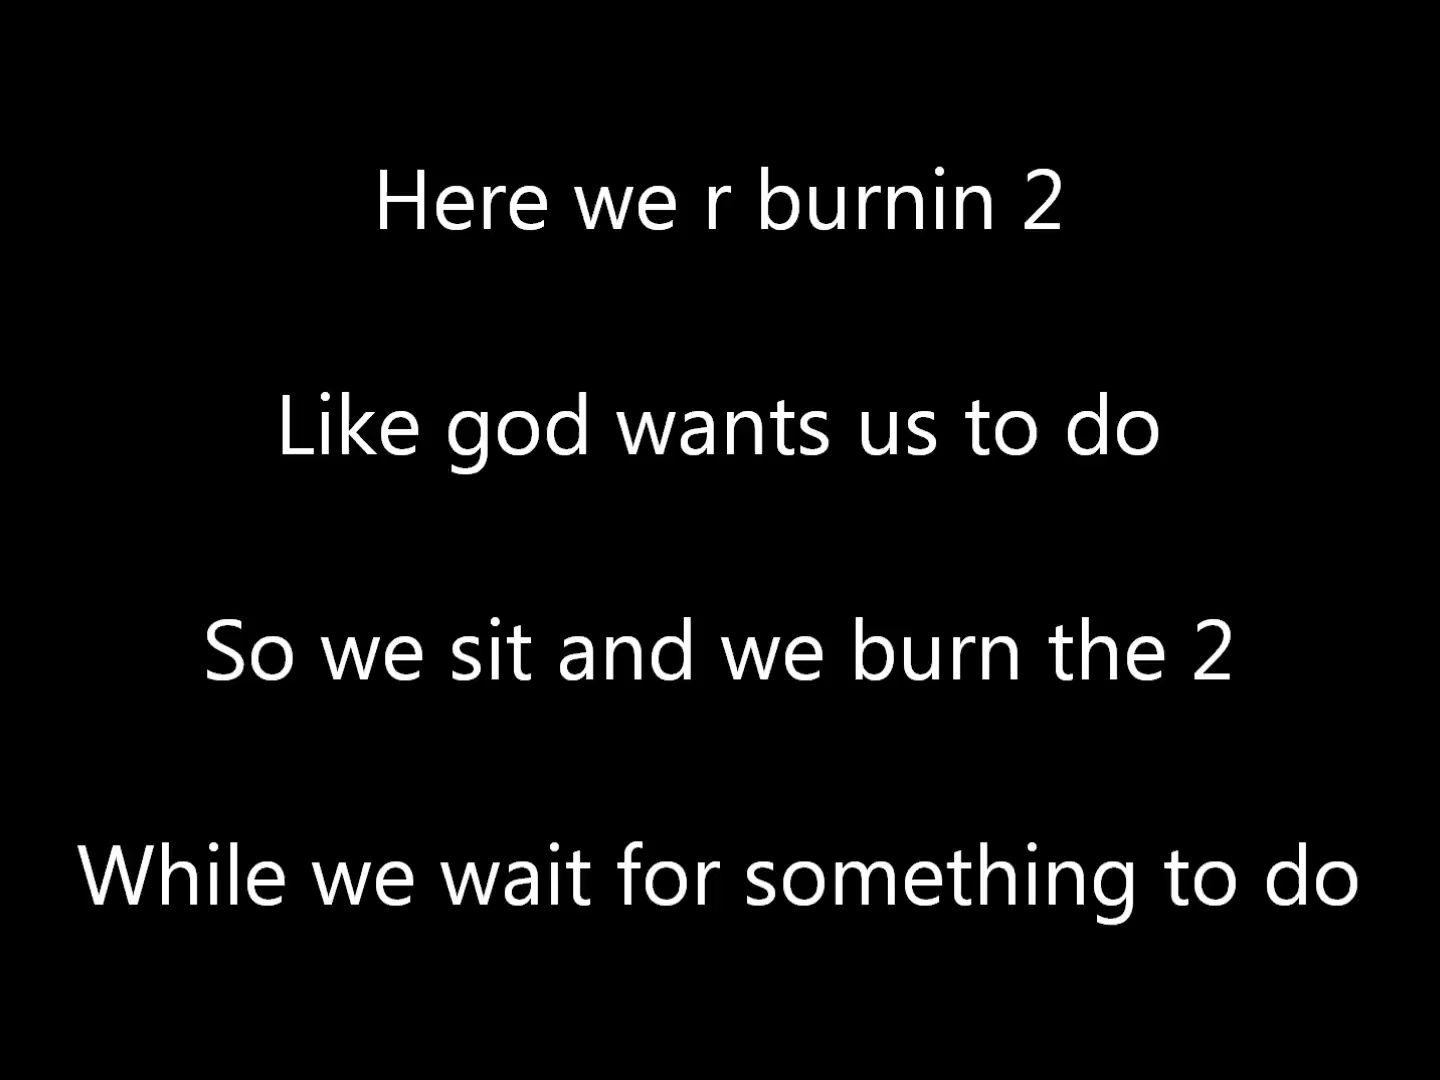 Here we r burnin 2
Like god wants us to do
So we sit and we burn the 2
While we wait for something to do